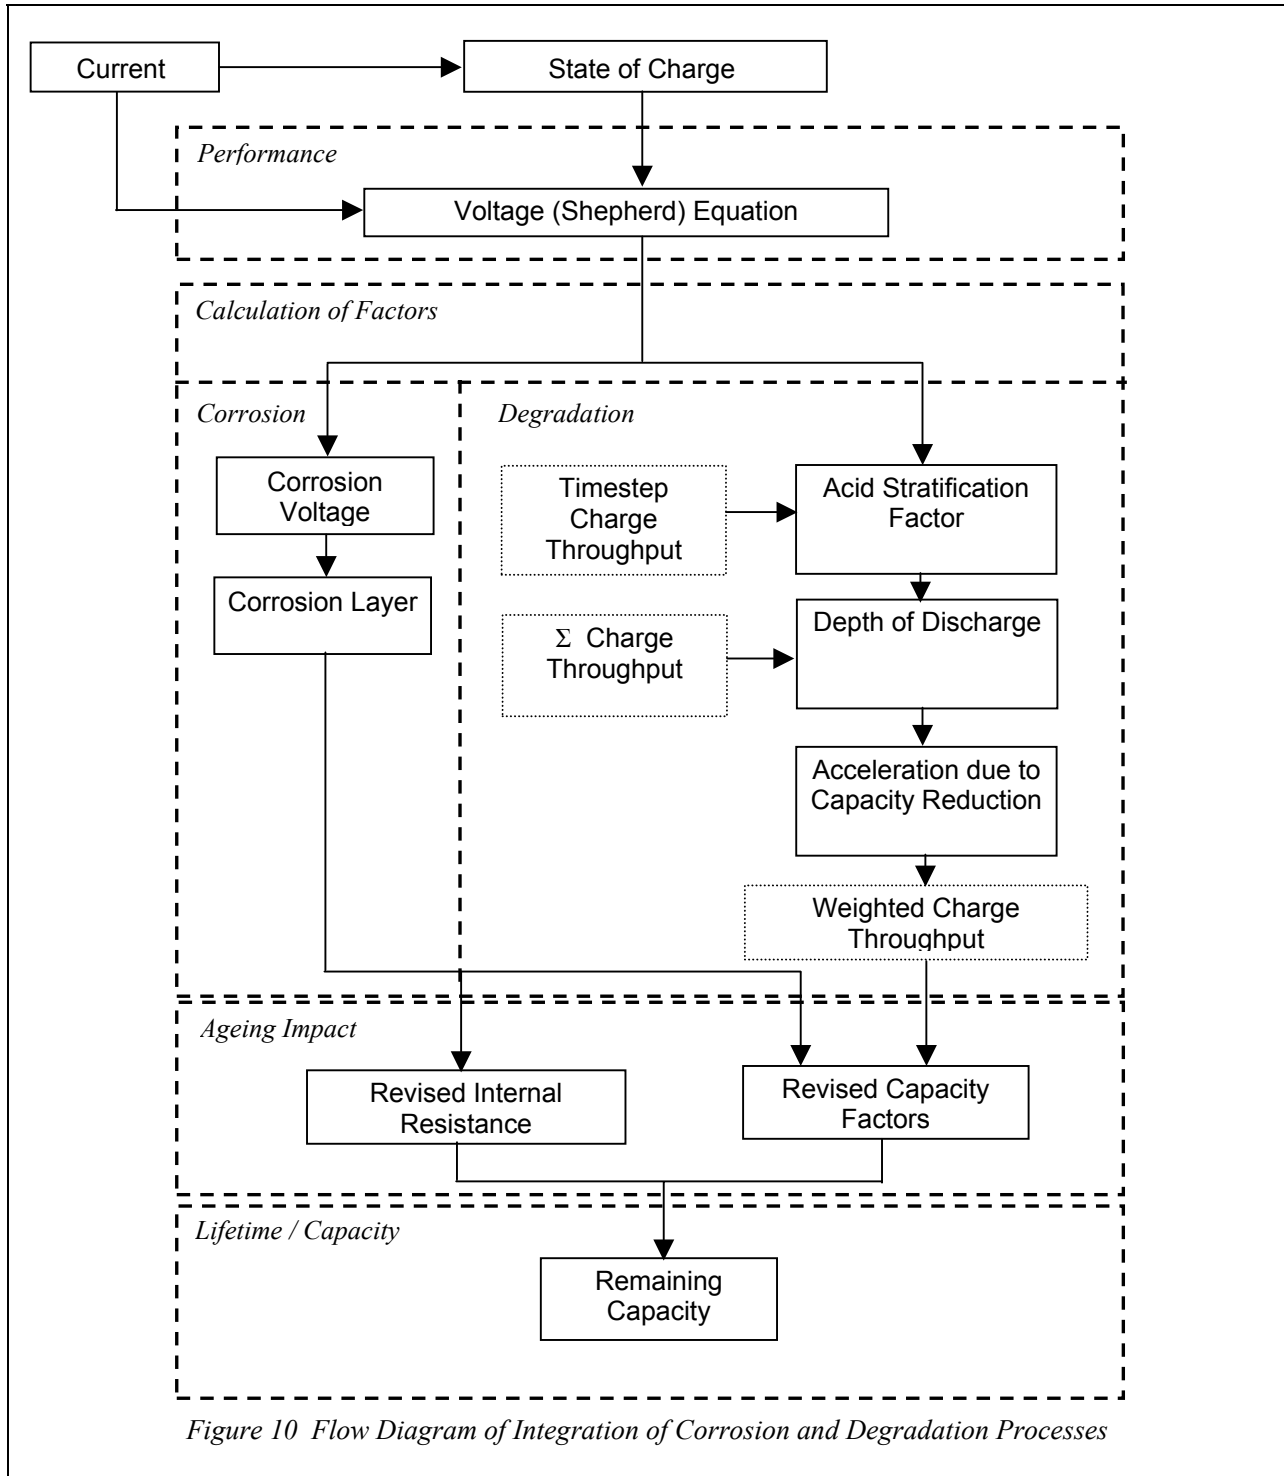 Current
State of Charge
Performance
Voltage (Shepherd) Equation
Calculation of Factors
Corrosion
Degradation
Corrosion
Voltage
Timestep
Charge
Throughput
Acid Stratification
Factor
Corrosion Layer
Σ Charge
Throughput
Depth of Discharge
Acceleration due to
Capacity Reduction
Weighted Charge
Throughput
Ageing Impact
Revised Internal
Resistance
Revised Capacity
Factors
Lifetime / Capacity
Remaining
Capacity
Figure 10 Flow Diagram of Integration of Corrosion and Degradation Processes